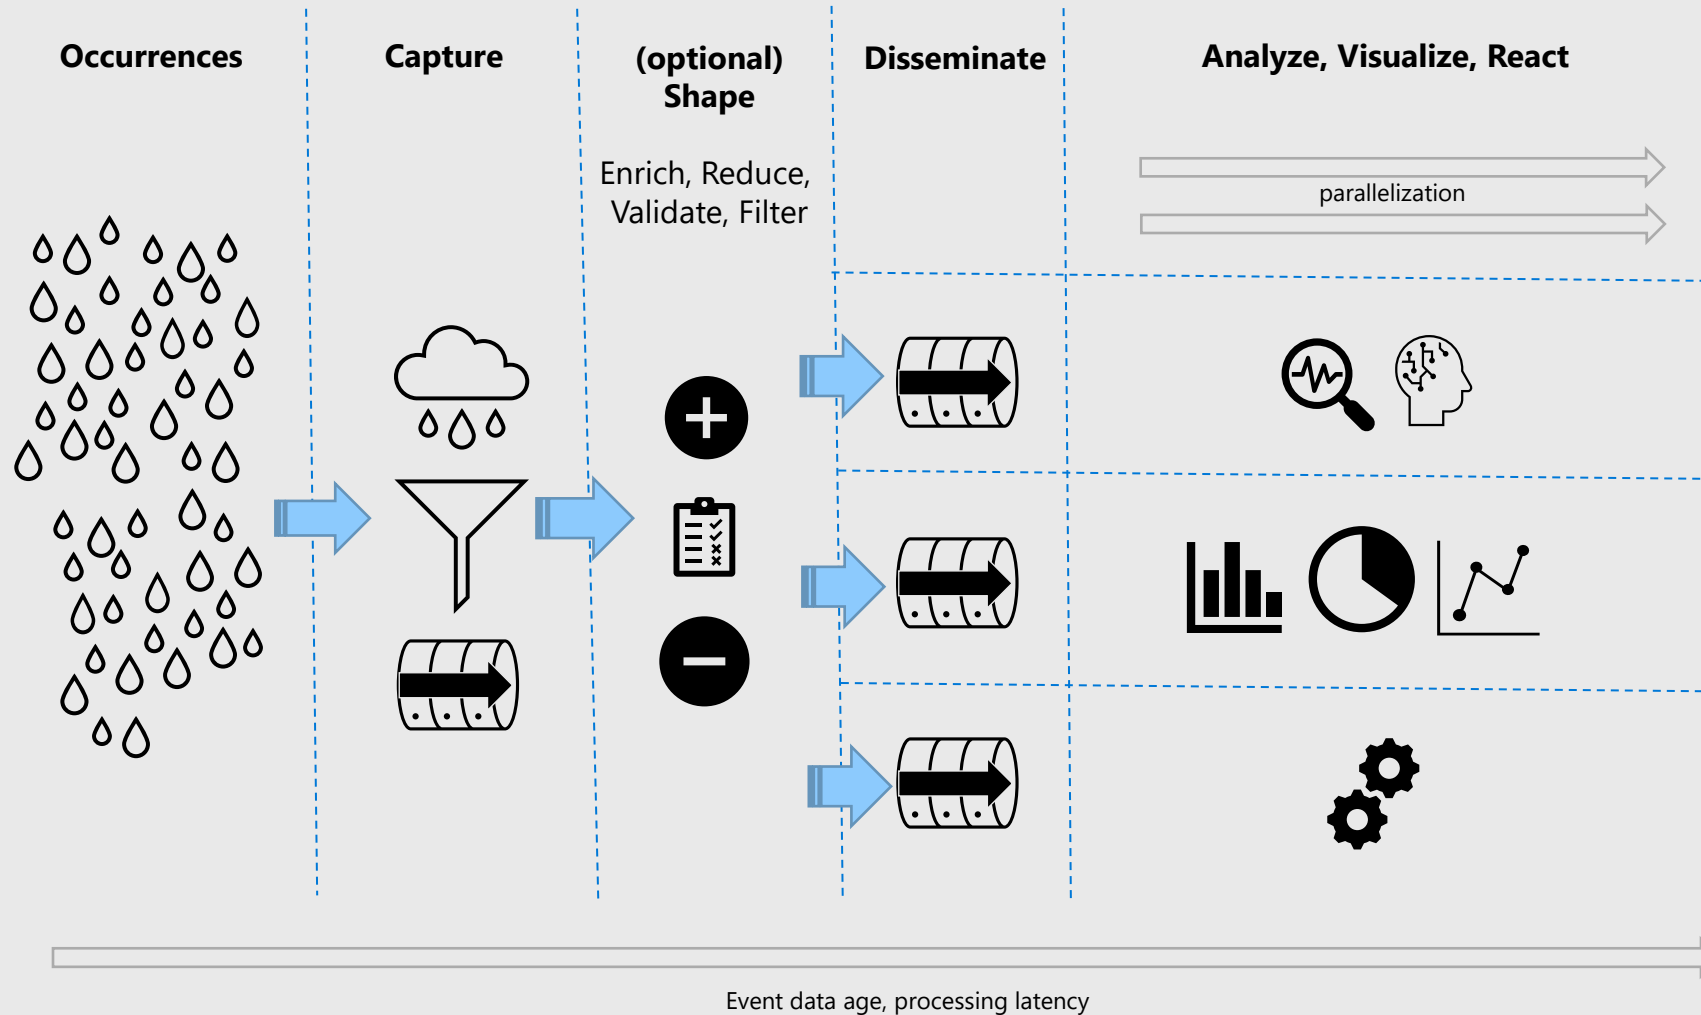 Occurrences
Capture
(optional)
Shape
Enrich, Reduce,
Validate, Filter
Disseminate
Analyze, Visualize, React
parallelization
Event data age, processing latency